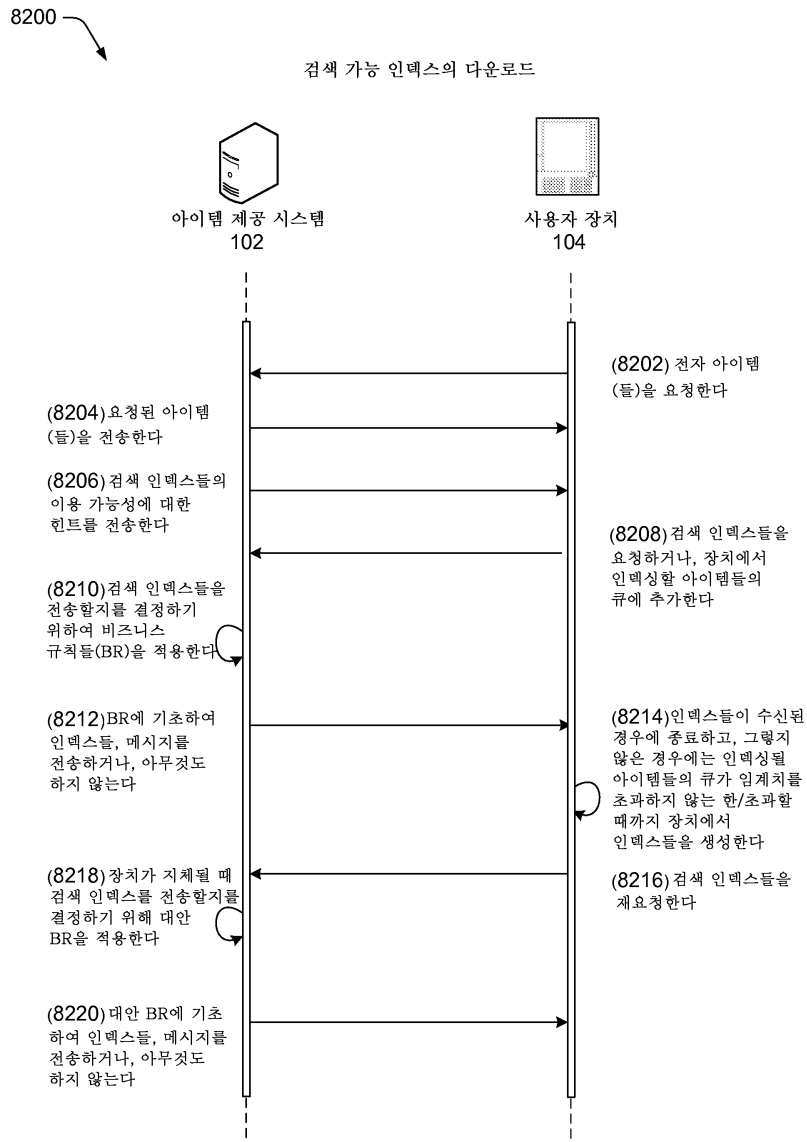 8200
검색 가능 인덱스의 다운로드
아이템 제공 시스템
102
사용자 장치
104
(8202) 전자 아이템
(들)을 요청한다
(8204)요청된 아이템
(들)을 전송한다
(8206) 검색 인덱스들의
이용 가능성에 대한
힌트를 전송한다
(8208)검색 인덱스들을
요청하거나, 장치에서
인덱싱할 아이템들의
큐에 추가한다
(8210)검색 인덱스들을
전송할지를 결정하기
위하여 비즈니스
규칙들(BR)을 적용한다
(8212)BR에 기초하여
인덱스들, 메시지를
전송하거나, 아무것도
하지 않는다
(8214)인덱스들이 수신된
경우에 종료하고, 그렇지
않은 경우에는 인덱싱될
아이템들의 큐가 임계치를
초과하지 않는 한/초과할
때까지 장치에서
인덱스들을 생성한다
(8216)검색 인덱스들을
재요청한다
(8218)장치가 지체될 때
검색 인덱스를 전송할지를
결정하기 위해 대안
BR을 적용한다
(8220)대안 BR에 기초
하여 인덱스들, 메시지를
전송하거나, 아무것도
하지 않는다